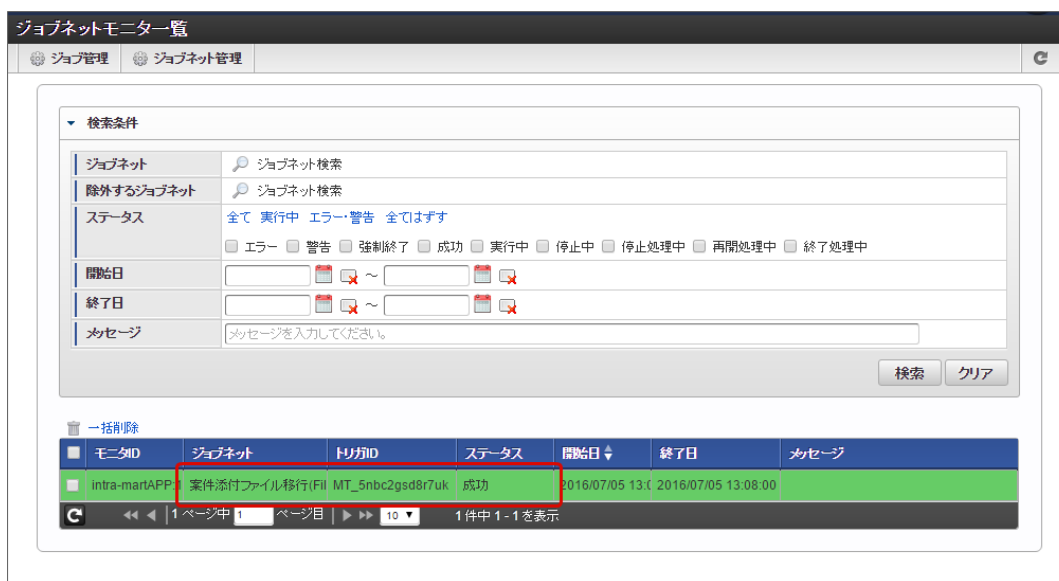 ジョブネットモニター覧
ジョブ管理 ジョブネット管理
検索条件
ジョブネット ジョブネット検索
除外するジョブネット ジョブネット検索
ステータス 全て 実行中 エラー・警告 全てはずす
エラー 警告 強制終了 成功 実行中 停止中 停止処理中 再開処理中 終了処理中
開始日 ~
終了日 ~
メッセージ メッセージを入力してください。
検索 クリア
一括削除
モニタID ジョブネット トリガID ステータス 開始日 終了日 メッセージ
intra-martAPP:1 案件添付ファイル移行(Fil MT_5nbc2gsd8r7uk 成功 2016/07/05 13:0 2016/07/05 13:08:00
1 ページ中 1 ページ目 10 1 件中 1 - 1 を表示